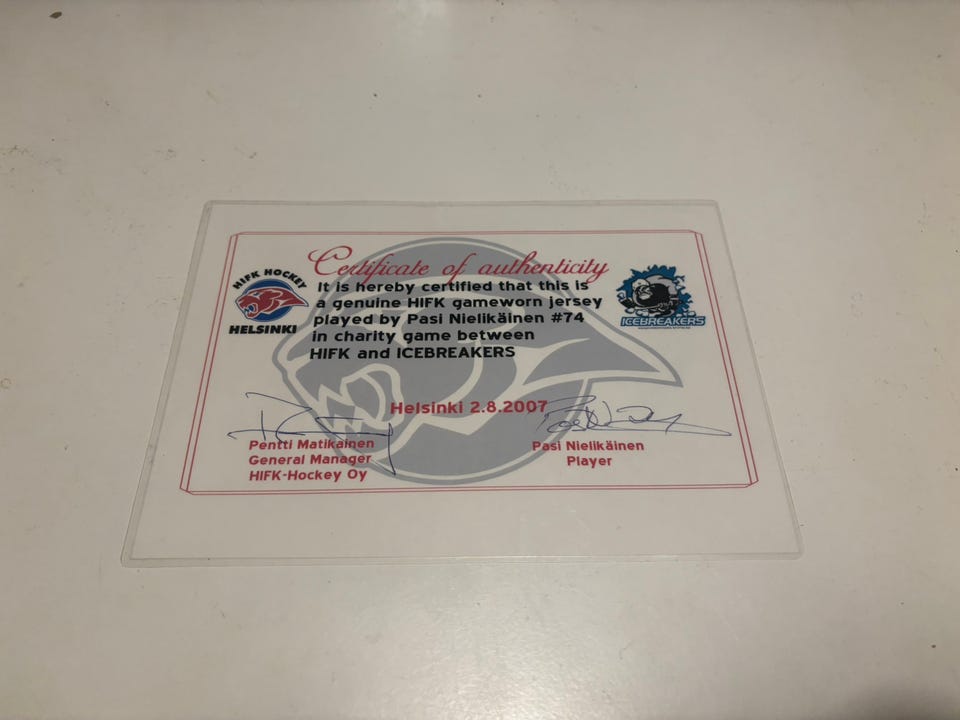 Certificate of authenticity
HIFK HOCKEY
HELSINKI
It is hereby certified that this is
a genuine HIFK gameworn jersey
played by Pasi Nielikäinen #74
in charity game between
HIFK and ICEBREAKERS
ICEBREAKERS
Helsinki 2.8.2007
Pentti Matikainen
General Manager
HIFK-Hockey Oy
Pasi Nielikäinen
Player